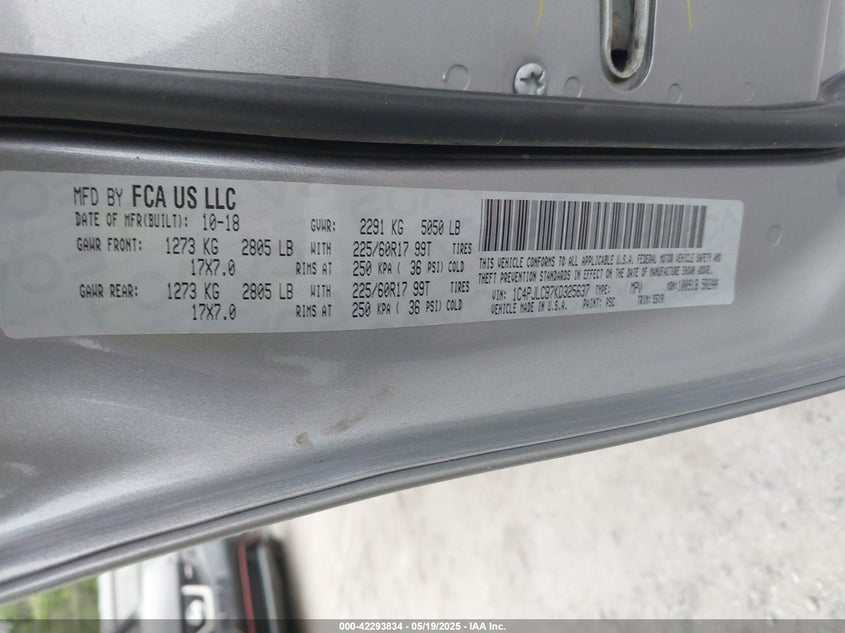 MFD BY FCA US LLC
DATE OF MFR(BUILT): 10-18 GVWR: 2291 KG 5050 LB
GAWR FRONT: 1273 KG 2805 LB WITH 225/60R17 99T TIRES
17X7.0 RIMS AT 250 KPA ( 36 PSI) COLD
GAWR REAR: 1273 KG 2805 LB WITH 225/60R17 99T TIRES
17X7.0 RIMS AT 250 KPA ( 36 PSI) COLD
THIS VEHICLE CONFORMS TO ALL APPLICABLE U.S.A. FEDERAL MOTOR VEHICLE SAFETY AND
THEFT PREVENTION STANDARDS IN EFFECT ON THE DATE OF MANUFACTURE SHOWN ABOVE.
VIN: 1C4PJLCB7KD325637 TYPE: MPV MDH:
VEHICLE MADE IN U.S.A. PAINT: PSC TRIM:
000-42293834 - 05/19/2025 - IAA Inc.